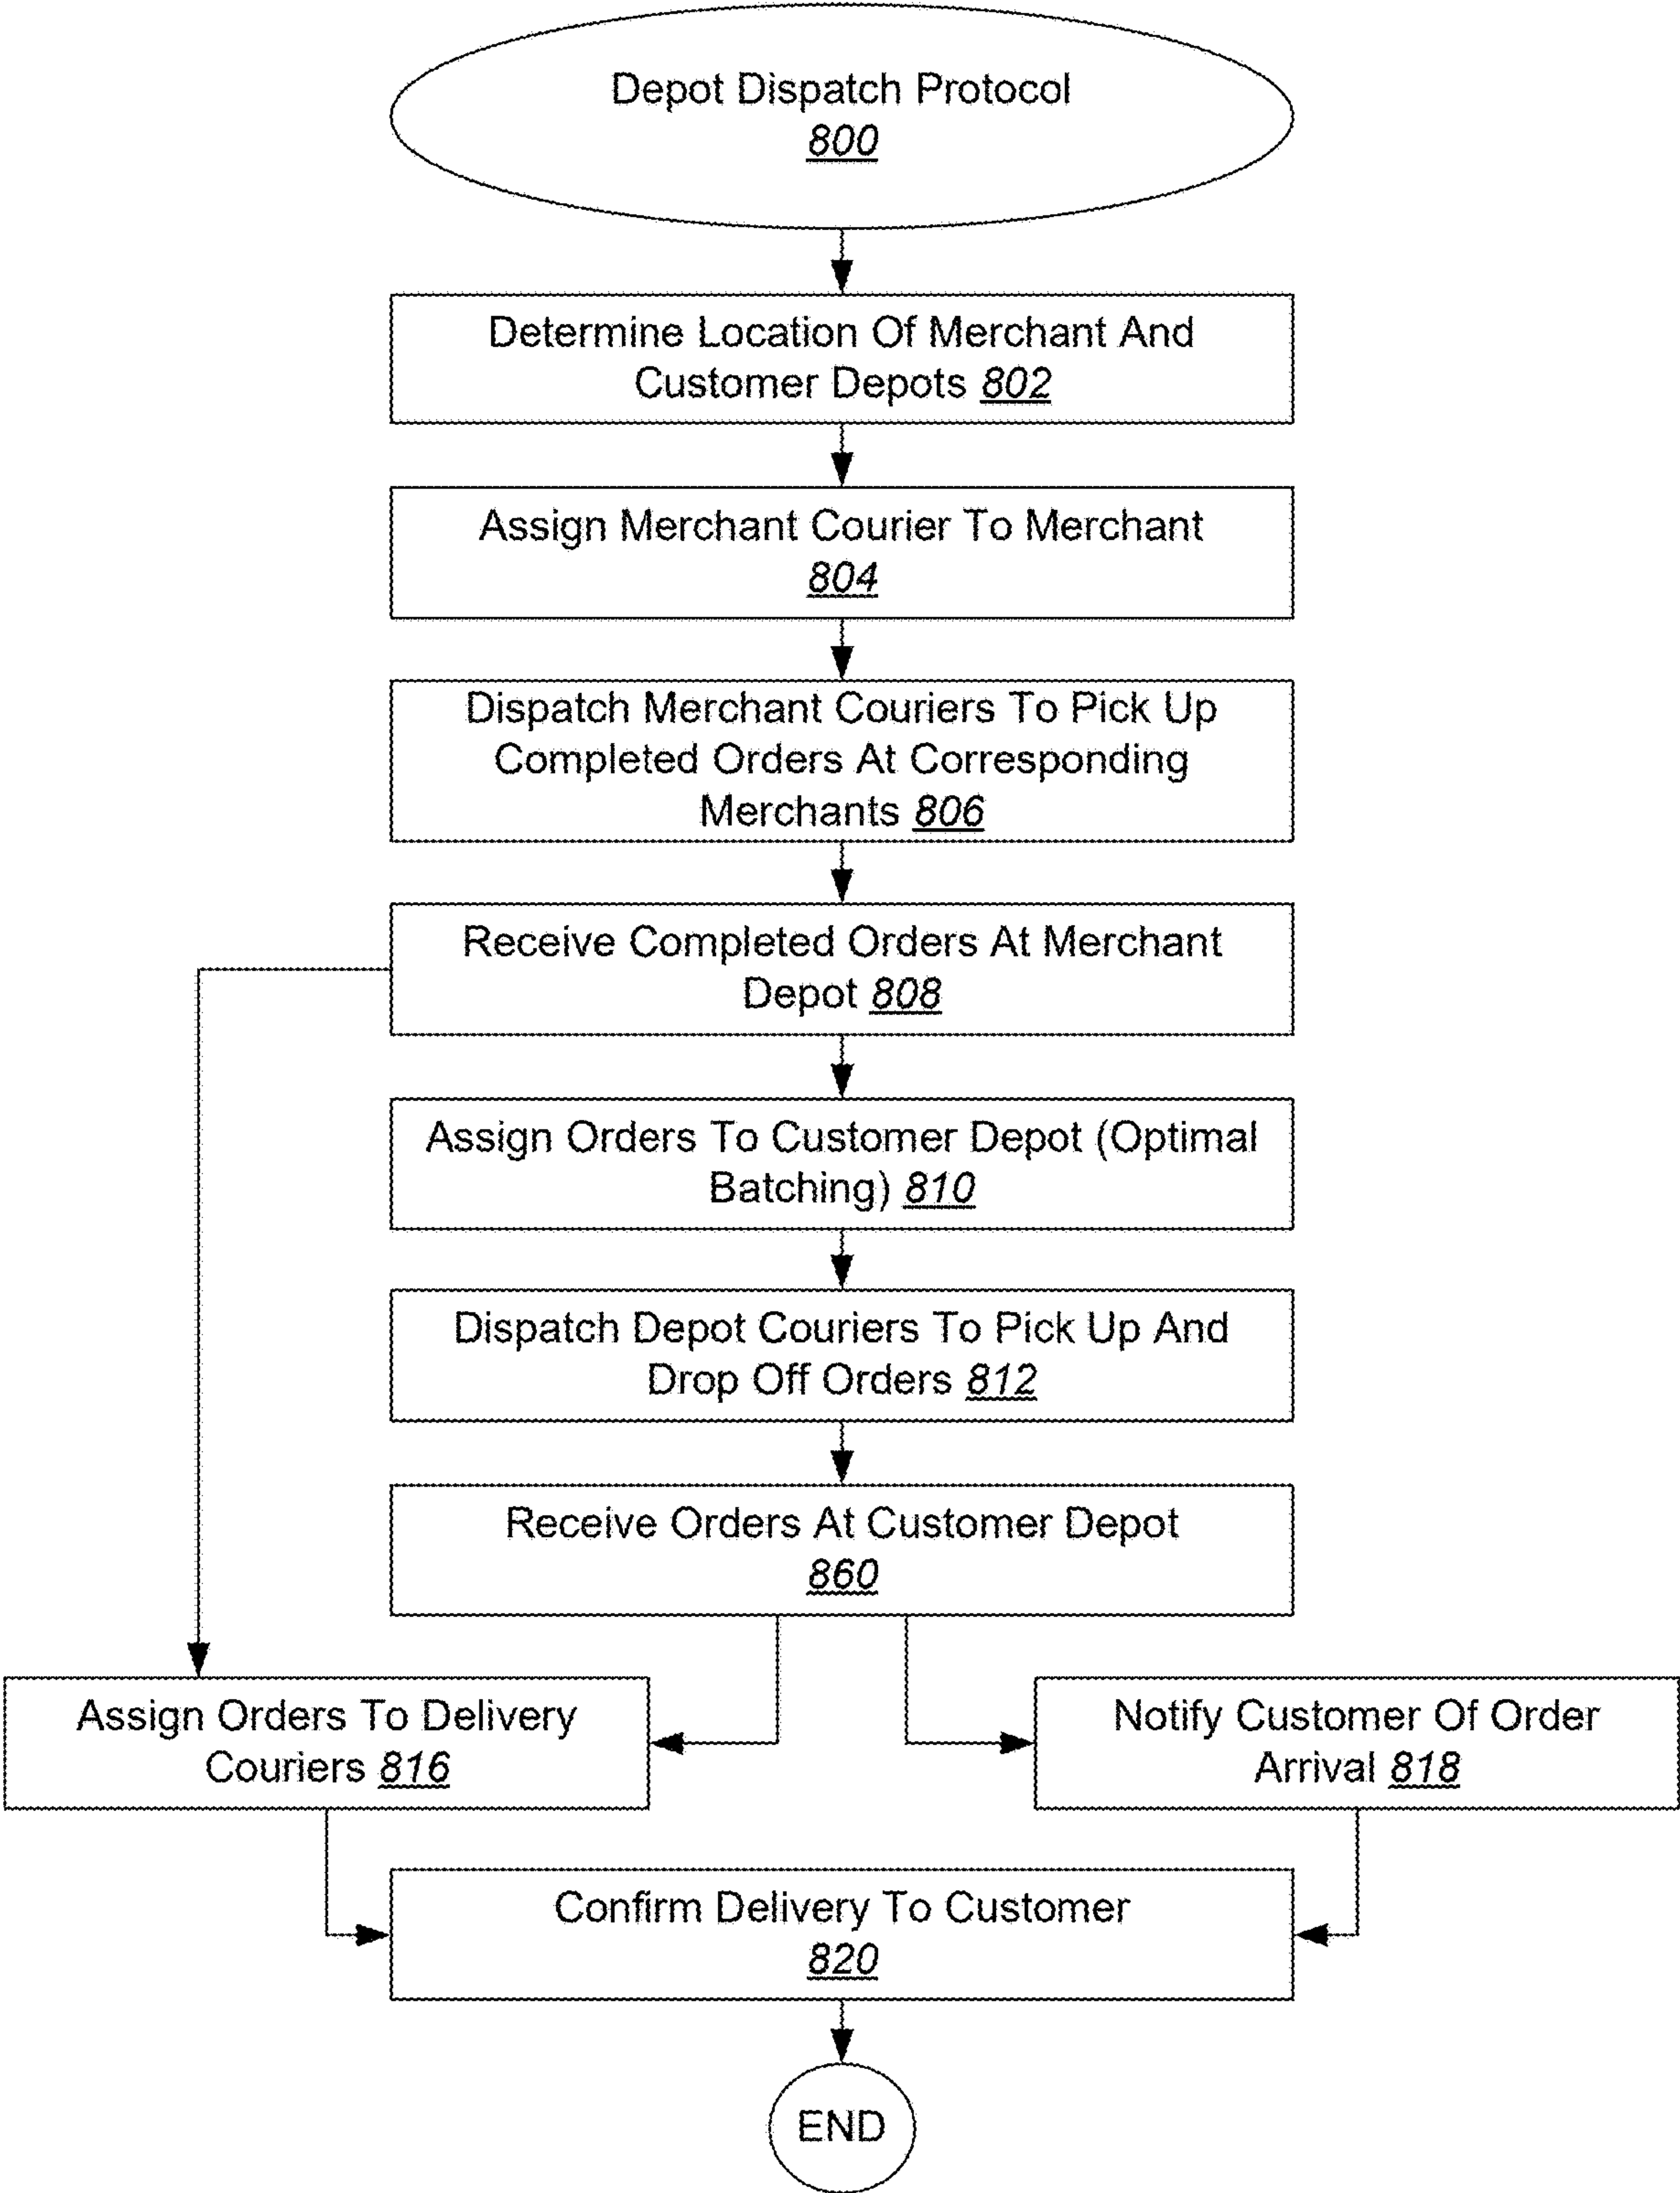 Depot Dispatch Protocol
800
Determine Location Of Merchant And
Customer Depots 802
Assign Merchant Courier To Merchant
804
Dispatch Merchant Couriers To Pick Up
Completed Orders At Corresponding
Merchants 806
Receive Completed Orders At Merchant
Depot 808
Assign Orders To Customer Depot (Optimal
Batching) 810
Dispatch Depot Couriers To Pick Up And
Drop Off Orders 812
Receive Orders At Customer Depot
860
Assign Orders To Delivery
Couriers 816
Notify Customer Of Order
Arrival 818
Confirm Delivery To Customer
820
END